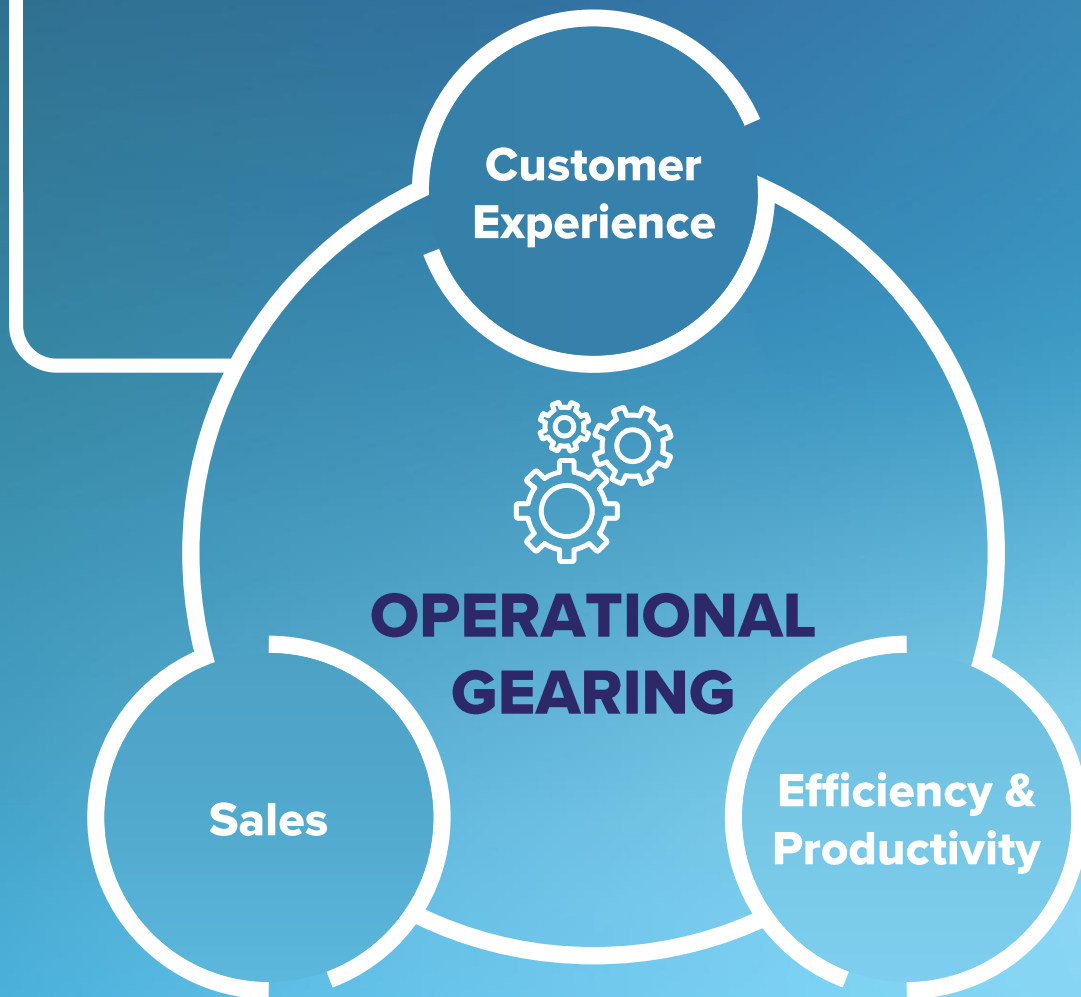 Customer
Experience
OPERATIONAL
GEARING
Sales
Efficiency &
Productivity